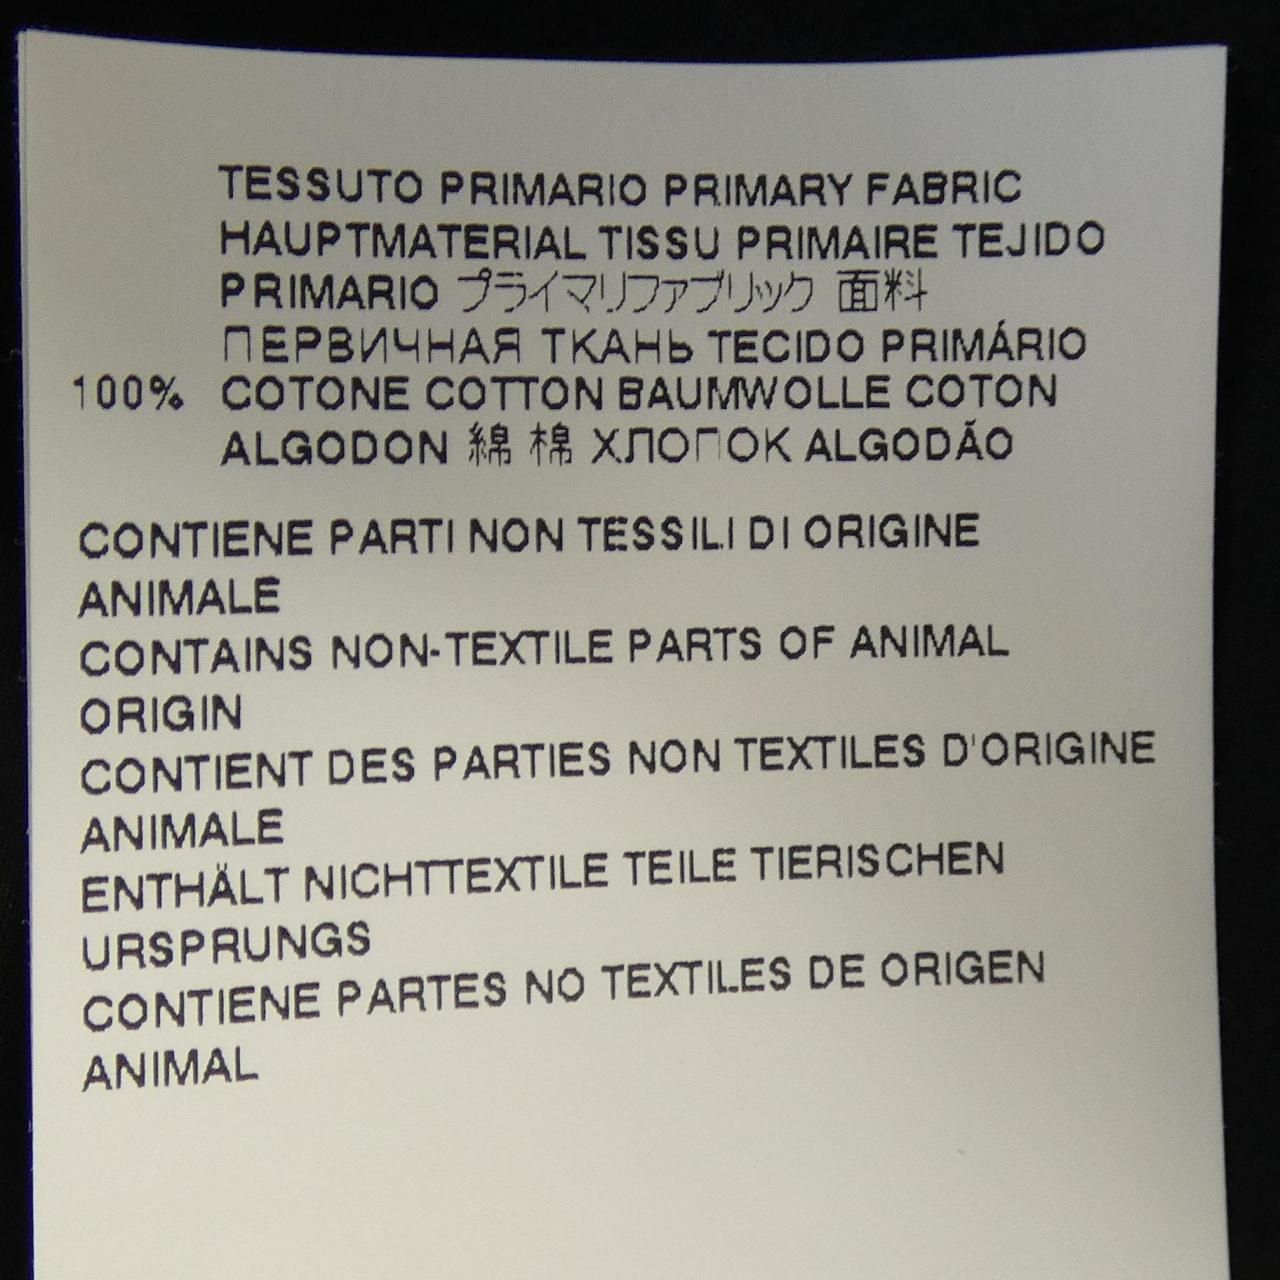 TESSUTO PRIMARIO PRIMARY FABRIC
HAUPTMATERIAL TISSU PRIMAIRE TEJIDO
PRIMARIO プライマリファブリック 面料
ПЕРВИЧНАЯ ТКАНЬ TECIDO PRIMÁRIO
100% COTONE COTTON BAUMWOLLE COTON
ALGODON 綿 棉 ХЛОПОК ALGODÃO
CONTIENE PARTI NON TESSILI DI ORIGINE
ANIMALE
CONTAINS NON-TEXTILE PARTS OF ANIMAL
ORIGIN
CONTIENT DES PARTIES NON TEXTILES D'ORIGINE
ANIMALE
ENTHÄLT NICHTTEXTILE TEILE TIERISCHEN
URSPRUNGS
CONTIENE PARTES NO TEXTILES DE ORIGEN
ANIMAL